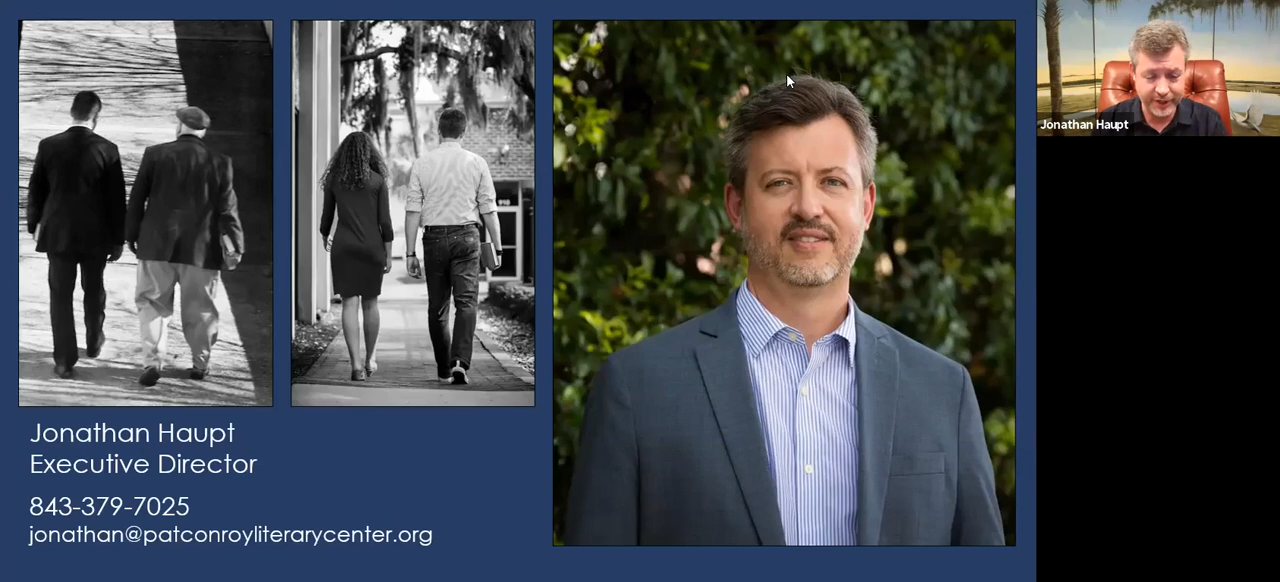 Jonathan Haupt
Executive Director
843-379-7025
jonathan@patconroyliterarycenter.org
Jonathan Haupt